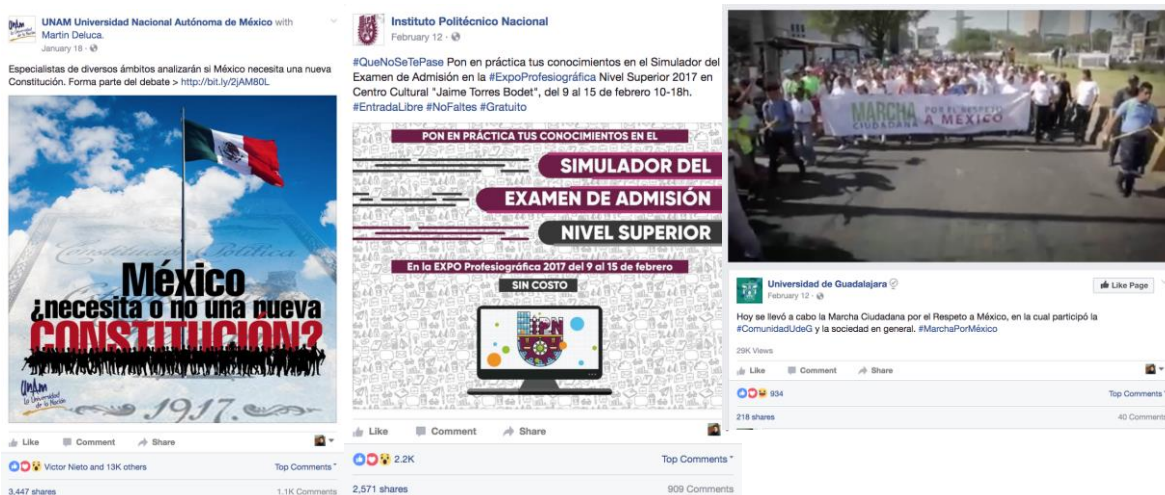 UNAM Universidad Nacional Autónoma de México with
Martin Deluca.
January 18
Especialistas de diversos ámbitos analizarán si México necesita una nueva
Constitución. Forma parte del debate > http://bit.ly/2jAM80L
Constitución Política
México
¿necesita o no una nueva
CONSTITUCIÓN?
UNAM
La Universidad
de la Nación
1917.
Like Comment Share
Victor Nieto and 13K others Top Comments
3,447 shares 1.1K Comments
Instituto Politécnico Nacional
February 12
#QueNoSeTePase Pon en práctica tus conocimientos en el Simulador del
Examen de Admisión en la #ExpoProfesiográfica Nivel Superior 2017 en
Centro Cultural "Jaime Torres Bodet", del 9 al 15 de febrero 10-18h.
#EntradaLibre #NoFaltes #Gratuito
PON EN PRÁCTICA TUS CONOCIMIENTOS EN EL
SIMULADOR DEL
EXAMEN DE ADMISIÓN
NIVEL SUPERIOR
En la EXPO Profesiográfica 2017 del 9 al 15 de febrero
SIN COSTO
IPN
Like Comment Share
2.2K Top Comments
2,571 shares 909 Comments
MARCHA POR EL RESPETO
CIUDADANA A MÉXICO
Universidad de Guadalajara
February 12
Like Page
Hoy se llevó a cabo la Marcha Ciudadana por el Respeto a México, en la cual participó la
#ComunidadUdeG y la sociedad en general. #MarchaPorMéxico
29K Views
Like Comment Share
934 Top Comments
218 shares 40 Comments